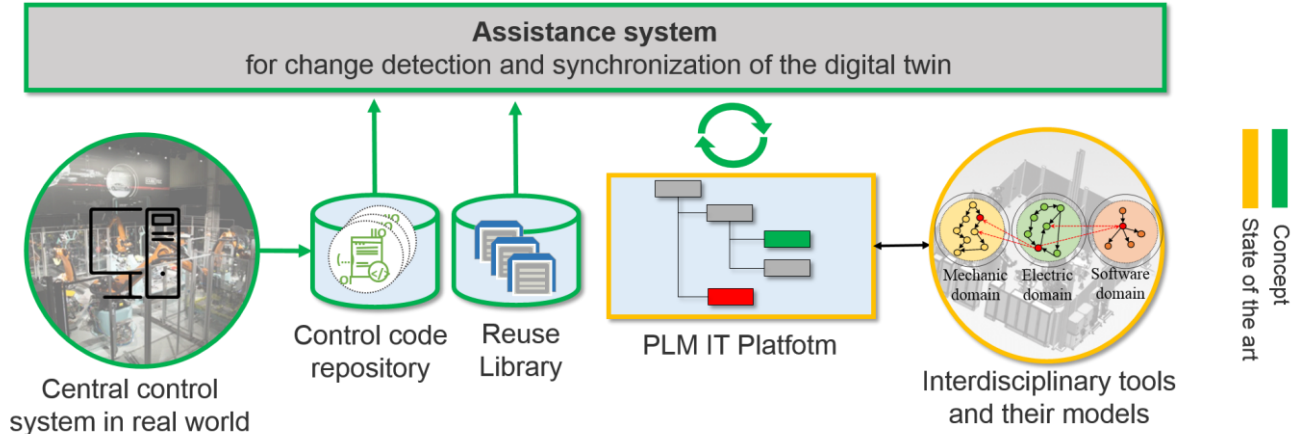 Assistance system
for change detection and synchronization of the digital twin
Central control
system in real world
Control code
repository
Reuse
Library
PLM IT Platfotm
Mechanic
domain
Electric
domain
Software
domain
Interdisciplinary tools
and their models
Concept
State of the art